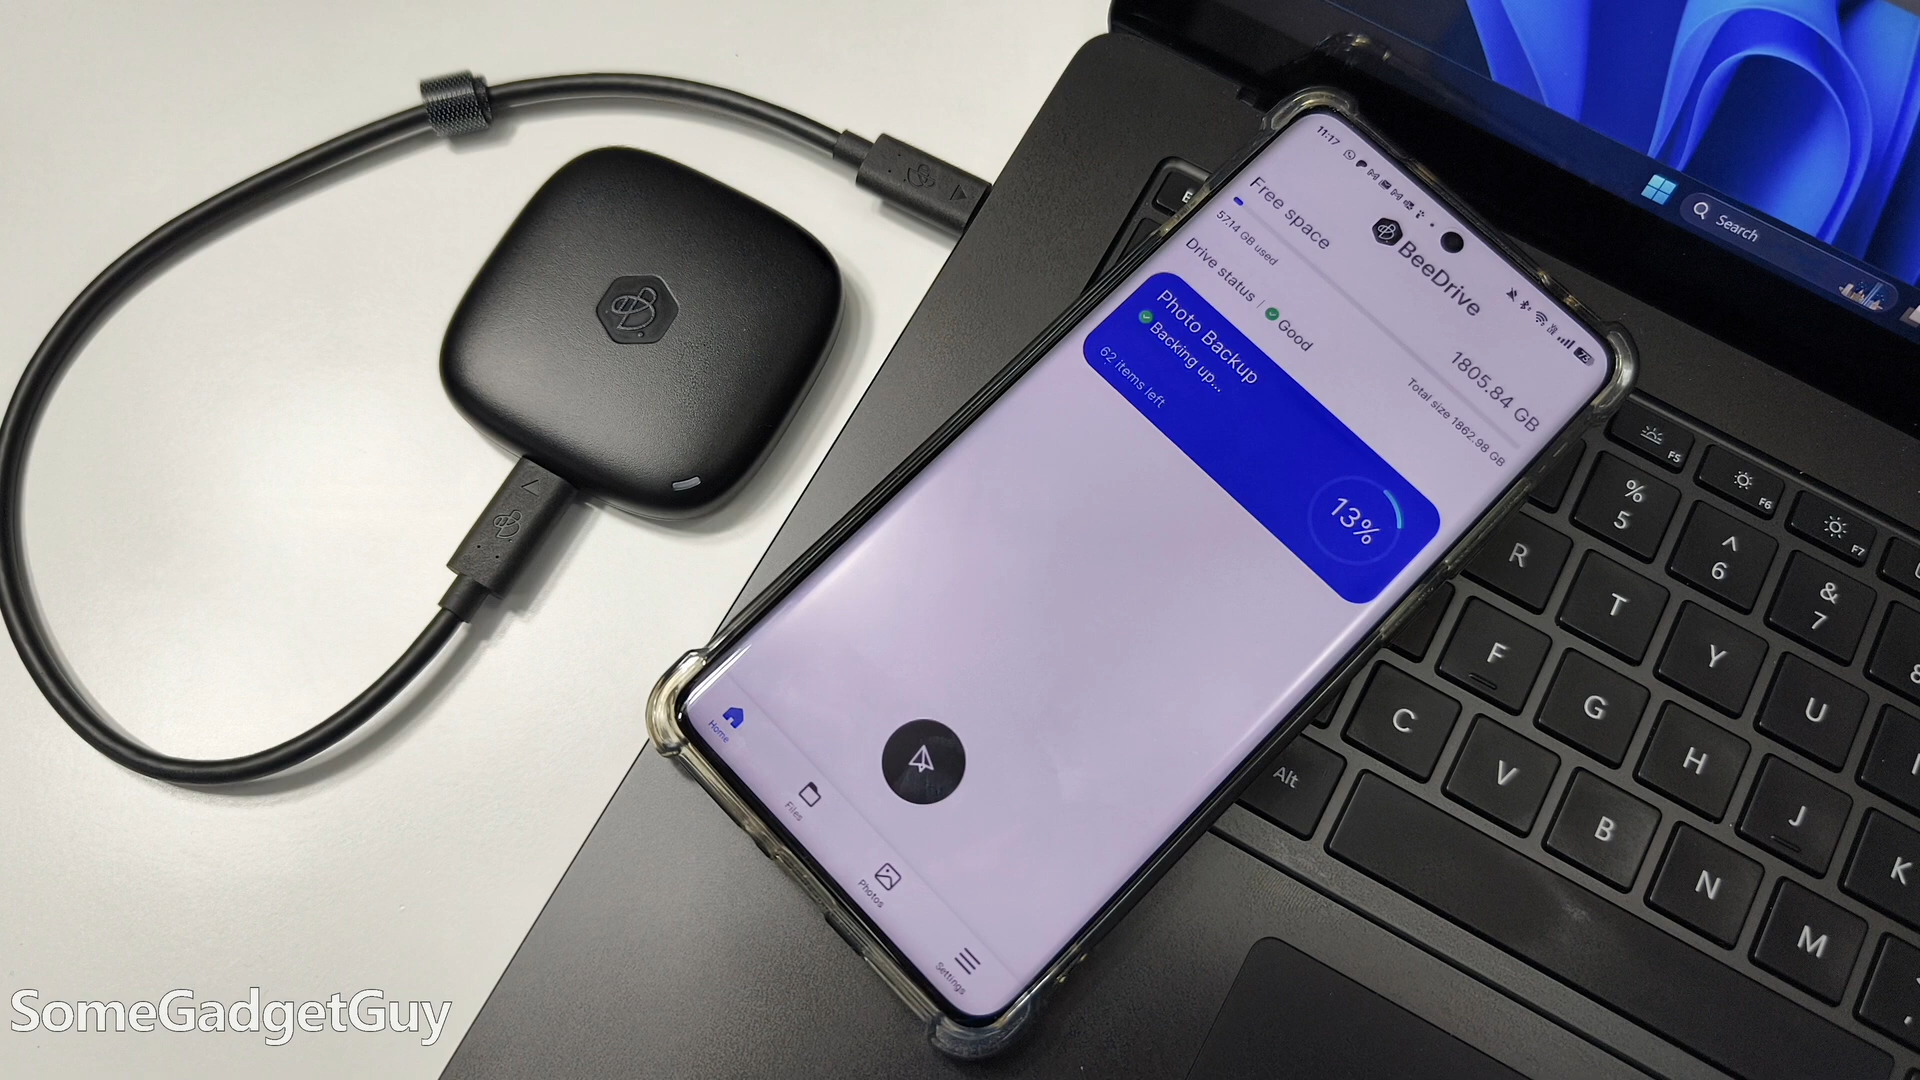 11:17
73
BeeDrive
Free space
1805.84 GB
57.14 GB used
Total size 1862.98 GB
Drive status | Good
Photo Backup
Backing up...
62 items left
13%
Home
Files
Photos
Settings
Search
F5
F6
F7
%
5
^
6
&
7
8
R
T
Y
U
F
G
H
J
K
C
V
B
N
M
Alt
SomeGadgetGuy